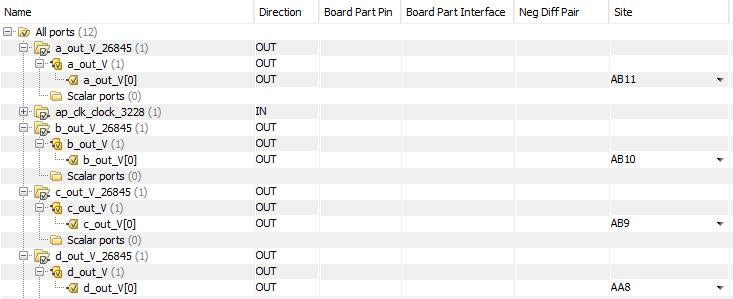 Name Direction Board Part Pin Board Part Interface Neg Diff Pair Site
All ports (12)
a_out_V_26845 (1) OUT
a_out_V (1) OUT
a_out_V[0] OUT AB11
Scalar ports (0)
ap_clk_clock_3228 (1) IN
b_out_V_26845 (1) OUT
b_out_V (1) OUT
b_out_V[0] OUT AB10
Scalar ports (0)
c_out_V_26845 (1) OUT
c_out_V (1) OUT
c_out_V[0] OUT AB9
Scalar ports (0)
d_out_V_26845 (1) OUT
d_out_V (1) OUT
d_out_V[0] OUT AA8